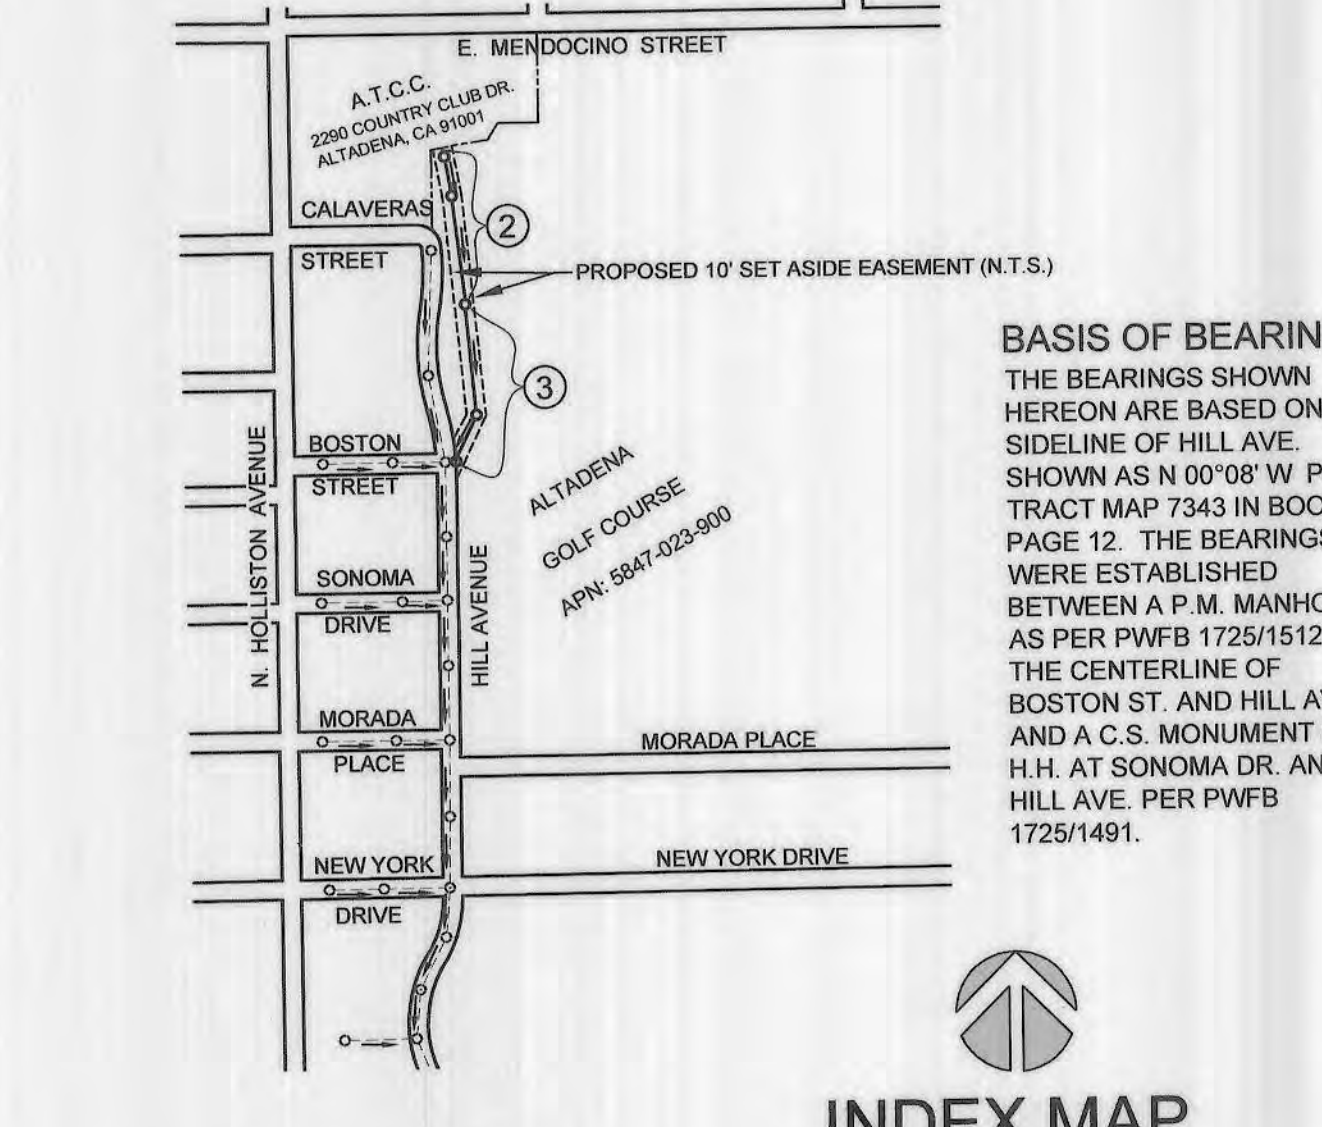 E. MENDOCINO STREET
A.T.C.C.
2290 COUNTRY CLUB DR.
ALTADENA, CA 91001
CALAVERAS
STREET
2
PROPOSED 10' SET ASIDE EASEMENT (N.T.S.)
3
BOSTON
STREET
N. HOLLISTON AVENUE
ALTADENA
GOLF COURSE
APN: 5847-023-900
SONOMA
DRIVE
HILL AVENUE
MORADA
PLACE
MORADA PLACE
NEW YORK
DRIVE
NEW YORK DRIVE
BASIS OF
THE BEARINGS SHOWN
HEREON ARE BASED ON
SIDELINE OF HILL AVE.
SHOWN AS N 00°08' W
TRACT MAP 7343 IN
PAGE 12. THE
WERE ESTABLISHED
BETWEEN A P.M.
AS PER PWFB 1725/1512
THE CENTERLINE OF
BOSTON ST. AND HILL
AND A C.S. MONUMENT
H.H. AT SONOMA DR.
HILL AVE. PER PWFB
1725/1491.
INDEX MAP